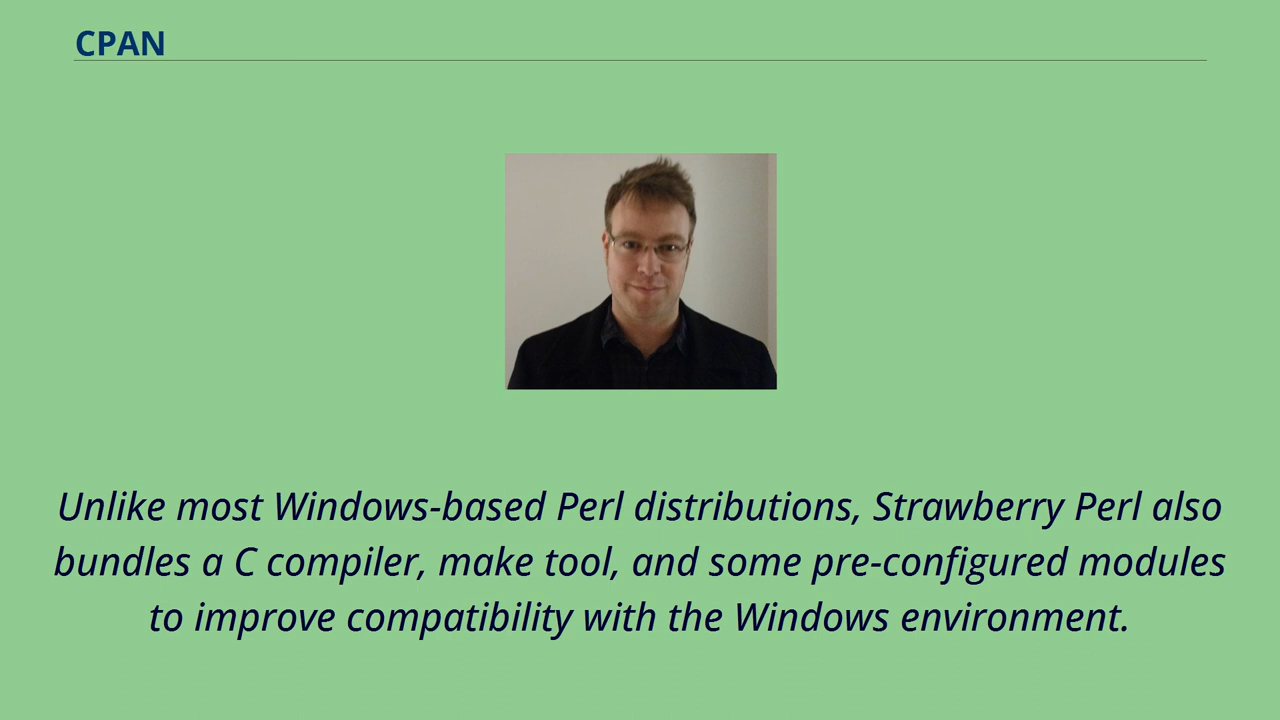 CPAN
Unlike most Windows-based Perl distributions, Strawberry Perl also
bundles a C compiler, make tool, and some pre-configured modules
to improve compatibility with the Windows environment.